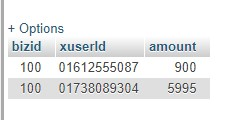 + Options
bizid xuserId amount
100 01612555087 900
100 01738089304 5995